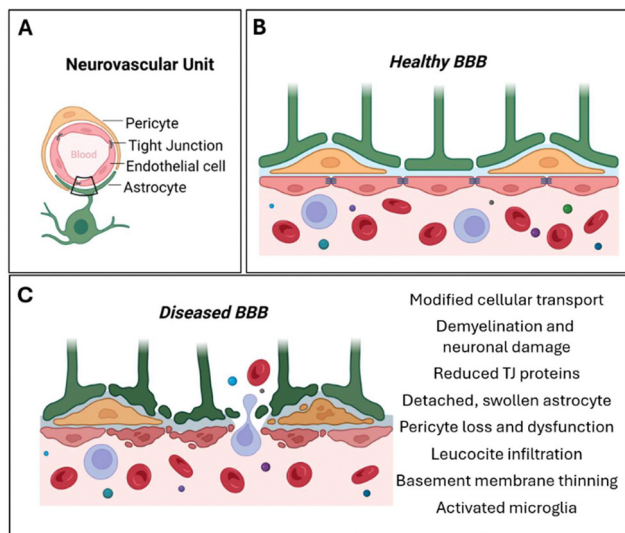 A
Neurovascular Unit
Pericyte
Tight Junction
Blood
Endothelial cell
Astrocyte
B
Healthy BBB
C
Diseased BBB
Modified cellular transport
Demyelination and
neuronal damage
Reduced TJ proteins
Detached, swollen astrocyte
Pericyte loss and dysfunction
Leucocite infiltration
Basement membrane thinning
Activated microglia